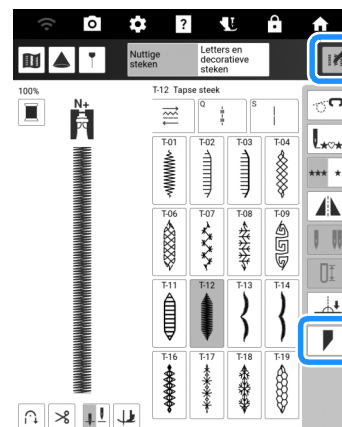 ?
Nuttige
steken
Letters en
decoratieve
steken
100%
N+
T-12 Tapse steek
Q
S
T-01 T-02 T-03 T-04
T-06 T-07 T-08 T-09
T-11 T-12 T-13 T-14
T-16 T-17 T-18 T-19